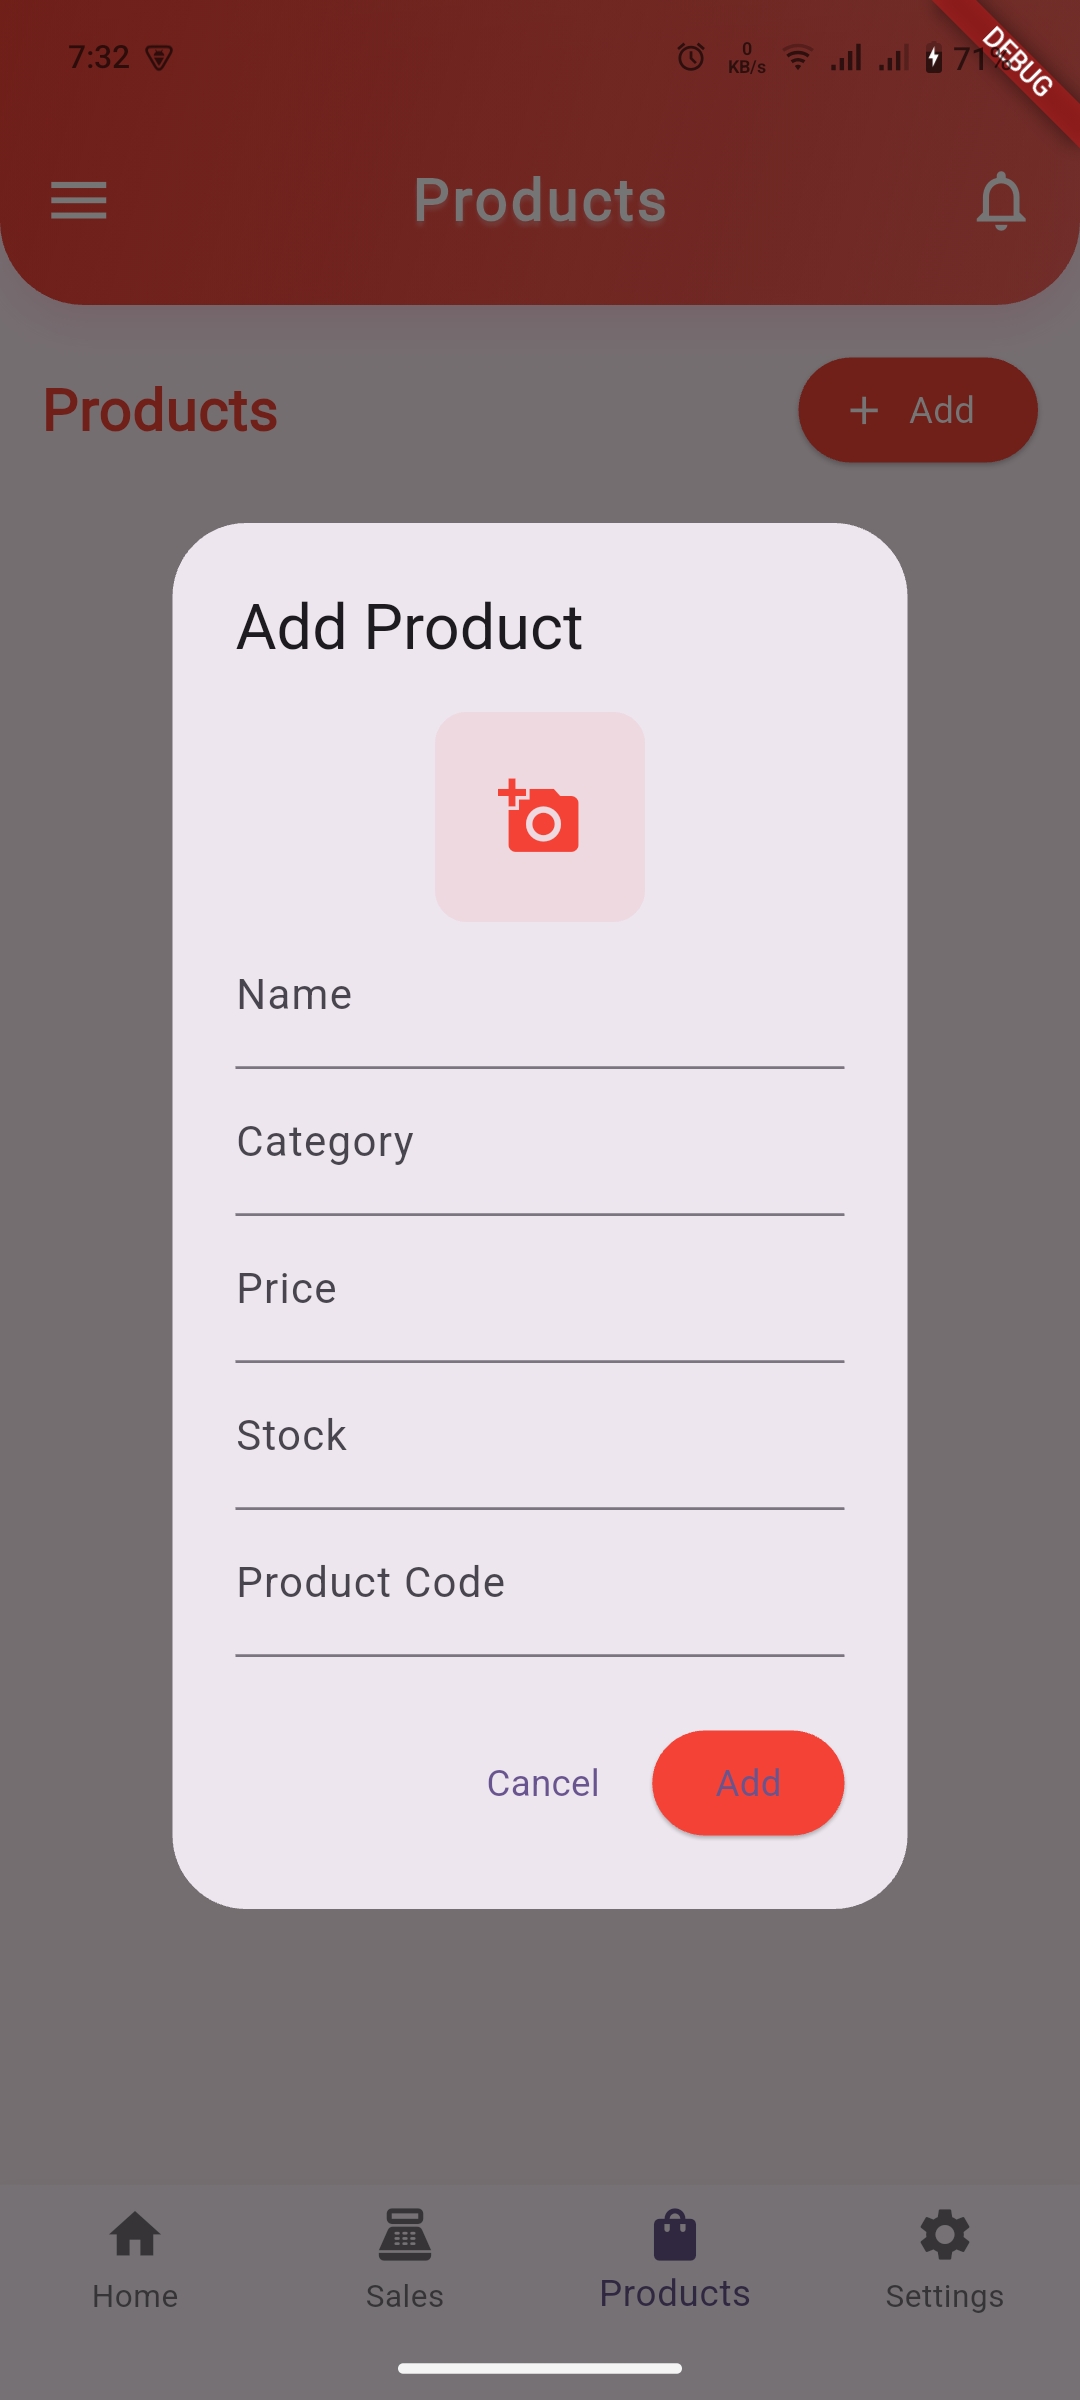 7:32
0
KB/s
71%
DEBUG
Products
Products
Add
Add Product
Name
Category
Price
Stock
Product Code
Cancel
Add
Home
Sales
Products
Settings